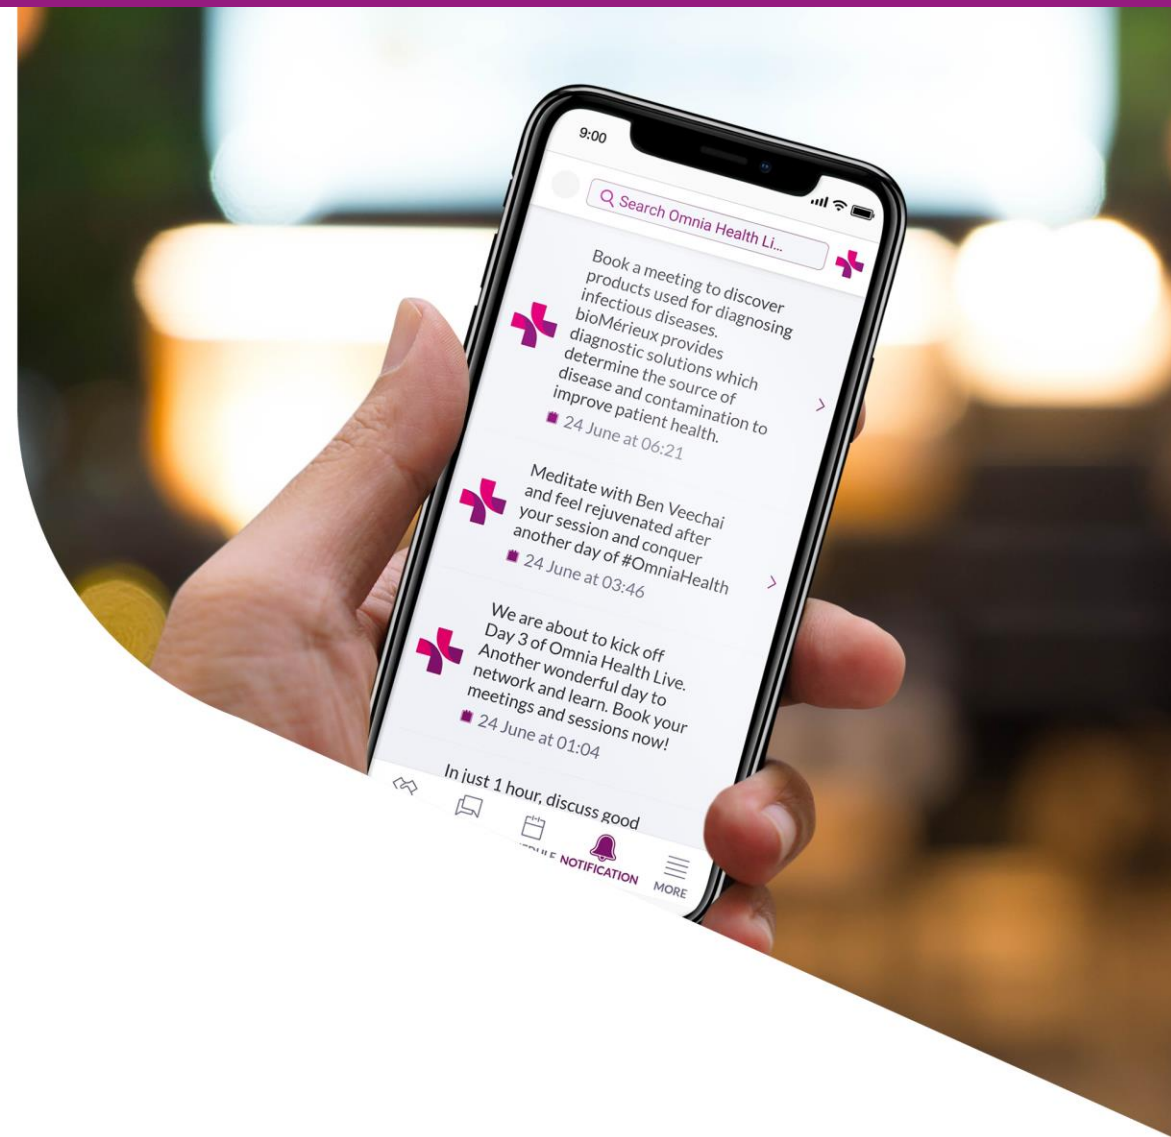 9:00
Search Omnia Health Li...
Book a meeting to discover
products used for diagnosing
infectious diseases.
bioMérieux provides
diagnostic solutions which
determine the source of
disease and contamination to
improve patient health.
24 June at 06:21
Meditate with Ben Veechai
and feel rejuvenated after
your session and conquer
another day of #OmniaHealth
24 June at 03:46
We are about to kick off
Day 3 of Omnia Health Live.
Another wonderful day to
network and learn. Book your
meetings and sessions now!
24 June at 01:04
In just 1 hour, discuss good
NOTIFICATION
MORE